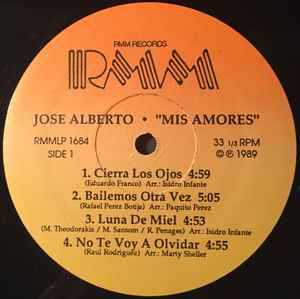 RMM RECORDS
RMM
JOSE ALBERTO • "MIS AMORES"
RMMLP 1684 33 1/3 RPM
SIDE 1 © ℗ 1989
1. Cierra Los Ojos 4:59
(Eduardo Franco) Arr.: Isidro Infante
2. Bailemos Otra Vez 5:05
(Rafael Perez Botija) Arr.: Paquito Perez
3. Luna De Miel 4:53
(M. Theodorakis / M. Sansom / R. Penages) Arr.: Isidro Infante
4. No Te Voy A Olvidar 4:55
(Raul Rodriguez) Arr.: Marty Sheller